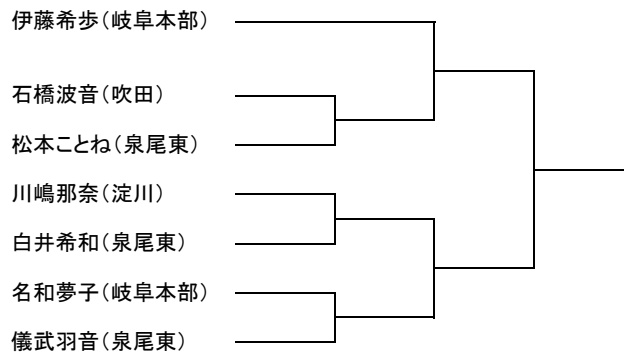 伊藤希歩（岐阜本部）
石橋波音（吹田）
松本ことね（泉尾東）
川嶋那奈（淀川）
白井希和（泉尾東）
名和夢子（岐阜本部）
儀武羽音（泉尾東）